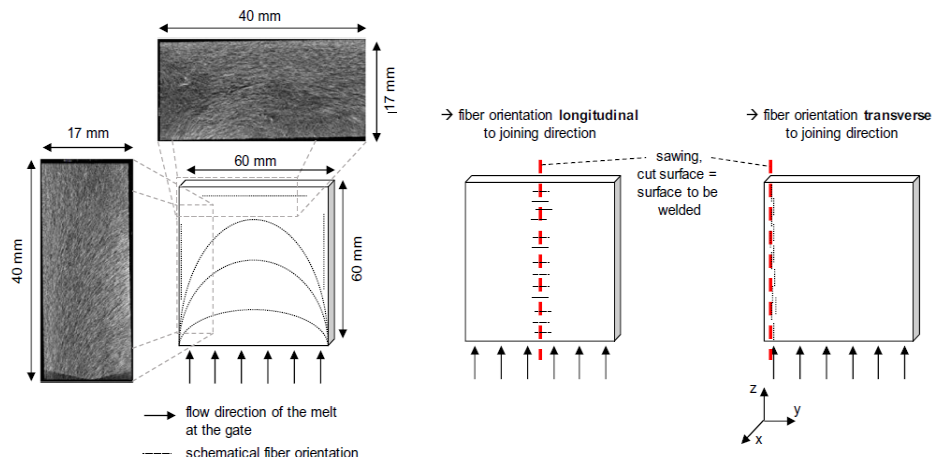 40 mm
17 mm
17 mm
40 mm
60 mm
60 mm
flow direction of the melt
at the gate
schematical fiber orientation
→ fiber orientation longitudinal
to joining direction
sawing,
cut surface =
surface to be
welded
→ fiber orientation transverse
to joining direction
z
y
x